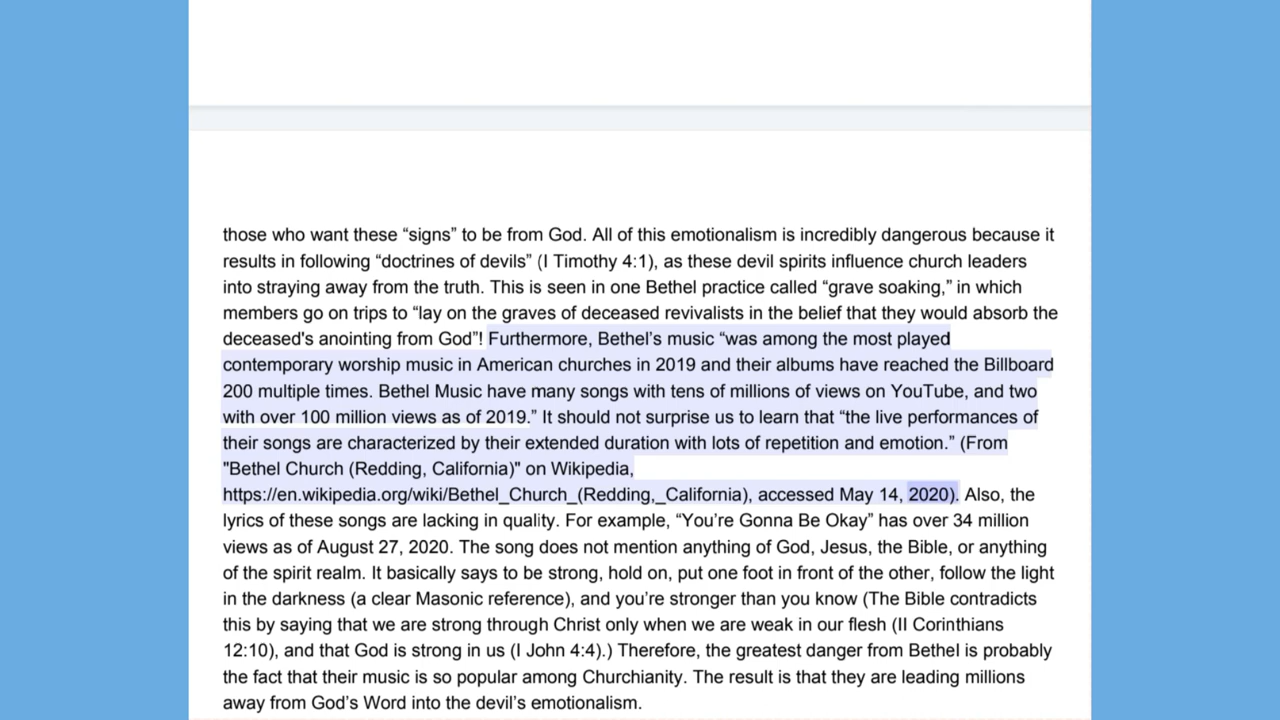 those who want these “signs” to be from God. All of this emotionalism is incredibly dangerous because it
results in following “doctrines of devils” (I Timothy 4:1), as these devil spirits influence church leaders
into straying away from the truth. This is seen in one Bethel practice called “grave soaking,” in which
members go on trips to “lay on the graves of deceased revivalists in the belief that they would absorb the
deceased's anointing from God”! Furthermore, Bethel’s music “was among the most played
contemporary worship music in American churches in 2019 and their albums have reached the Billboard
200 multiple times. Bethel Music have many songs with tens of millions of views on YouTube, and two
with over 100 million views as of 2019.” It should not surprise us to learn that “the live performances of
their songs are characterized by their extended duration with lots of repetition and emotion.” (From
"Bethel Church (Redding, California)" on Wikipedia,
https://en.wikipedia.org/wiki/Bethel_Church_(Redding,_California), accessed May 14, 2020). Also, the
lyrics of these songs are lacking in quality. For example, “You’re Gonna Be Okay” has over 34 million
views as of August 27, 2020. The song does not mention anything of God, Jesus, the Bible, or anything
of the spirit realm. It basically says to be strong, hold on, put one foot in front of the other, follow the light
in the darkness (a clear Masonic reference), and you’re stronger than you know (The Bible contradicts
this by saying that we are strong through Christ only when we are weak in our flesh (II Corinthians
12:10), and that God is strong in us (I John 4:4).) Therefore, the greatest danger from Bethel is probably
the fact that their music is so popular among Churchianity. The result is that they are leading millions
away from God’s Word into the devil’s emotionalism.